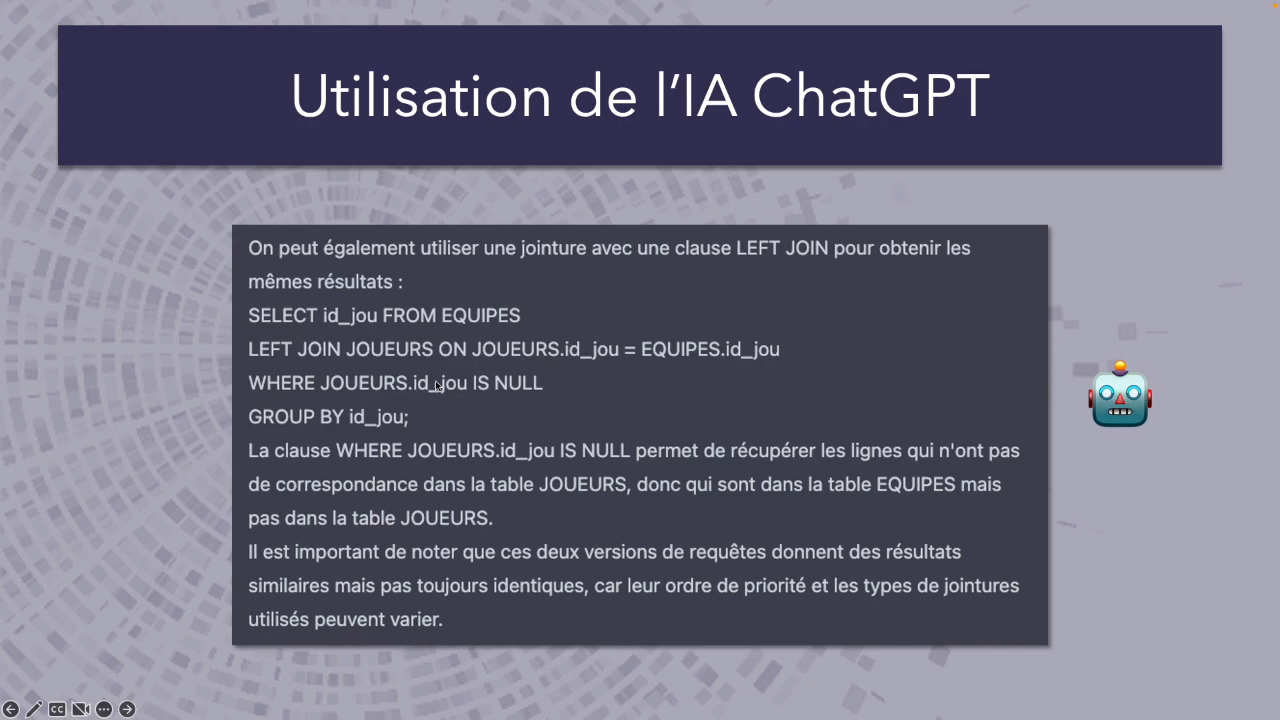 Utilisation de l’IA ChatGPT
On peut également utiliser une jointure avec une clause LEFT JOIN pour obtenir les
mêmes résultats :
SELECT id_jou FROM EQUIPES
LEFT JOIN JOUEURS ON JOUEURS.id_jou = EQUIPES.id_jou
WHERE JOUEURS.id_jou IS NULL
GROUP BY id_jou;
La clause WHERE JOUEURS.id_jou IS NULL permet de récupérer les lignes qui n'ont pas
de correspondance dans la table JOUEURS, donc qui sont dans la table EQUIPES mais
pas dans la table JOUEURS.
Il est important de noter que ces deux versions de requêtes donnent des résultats
similaires mais pas toujours identiques, car leur ordre de priorité et les types de jointures
utilisés peuvent varier.
CC